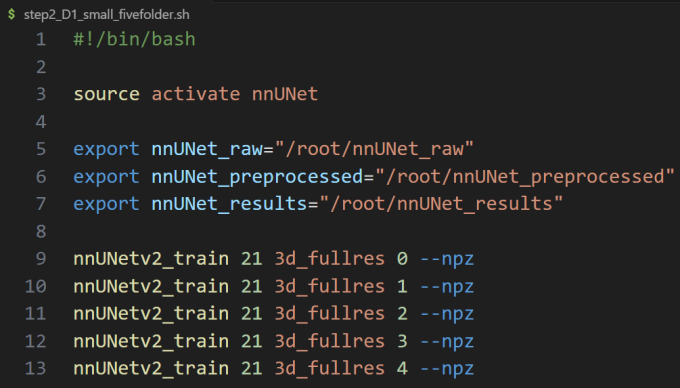 $ step2_D1_small_fivefolder.sh
1 #!/bin/bash
2
3 source activate nnUNet
4
5 export nnUNet_raw="/root/nnUNet_raw"
6 export nnUNet_preprocessed="/root/nnUNet_preprocessed"
7 export nnUNet_results="/root/nnUNet_results"
8
9 nnUNetv2_train 21 3d_fullres 0 --npz
10 nnUNetv2_train 21 3d_fullres 1 --npz
11 nnUNetv2_train 21 3d_fullres 2 --npz
12 nnUNetv2_train 21 3d_fullres 3 --npz
13 nnUNetv2_train 21 3d_fullres 4 --npz